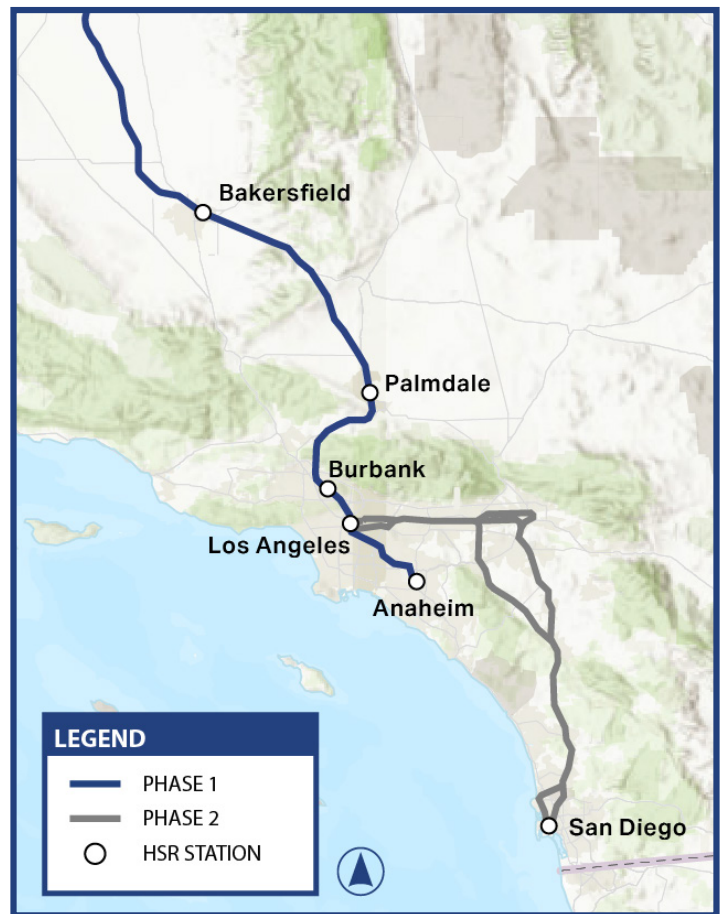 Bakersfield
Palmdale
Burbank
Los Angeles
Anaheim
LEGEND
PHASE 1
PHASE 2
HSR STATION
San Diego